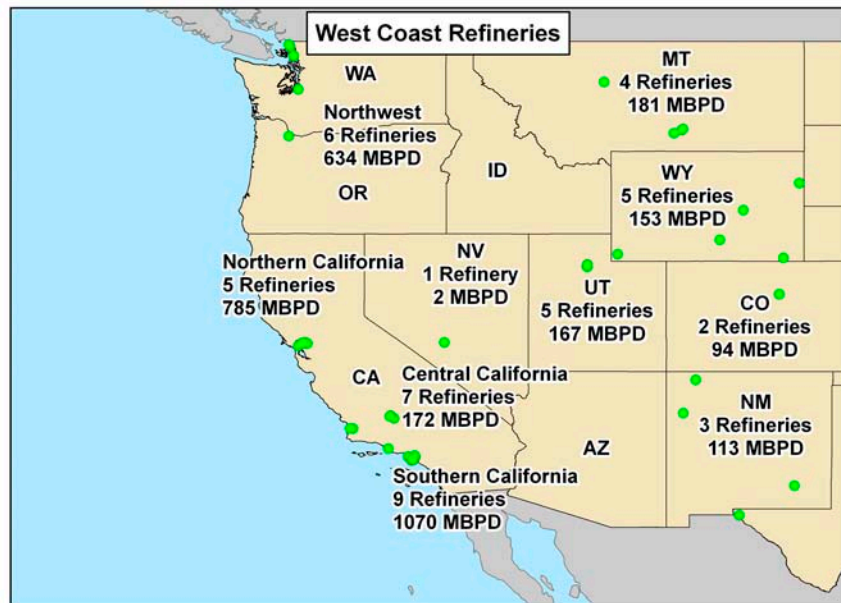 West Coast Refineries
WA
Northwest
6 Refineries
634 MBPD
OR
ID
MT
4 Refineries
181 MBPD
WY
5 Refineries
153 MBPD
Northern California
5 Refineries
785 MBPD
NV
1 Refinery
2 MBPD
UT
5 Refineries
167 MBPD
CO
2 Refineries
94 MBPD
CA
Central California
7 Refineries
172 MBPD
AZ
NM
3 Refineries
113 MBPD
Southern California
9 Refineries
1070 MBPD